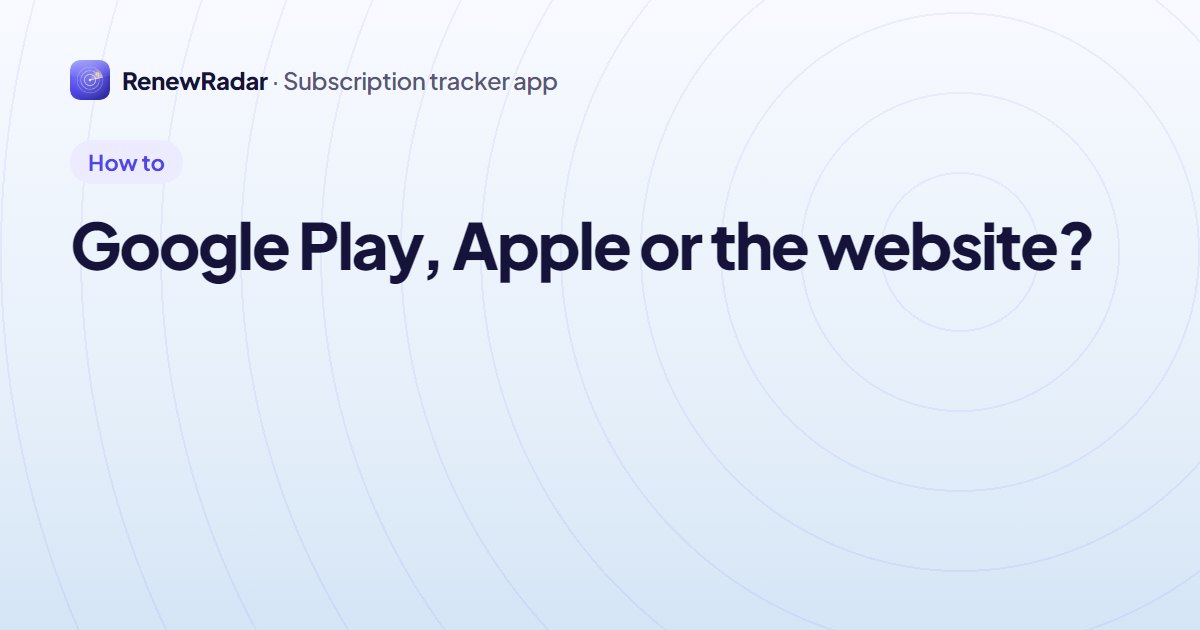 RenewRadar · Subscription tracker app
How to
Google Play, Apple or the website?